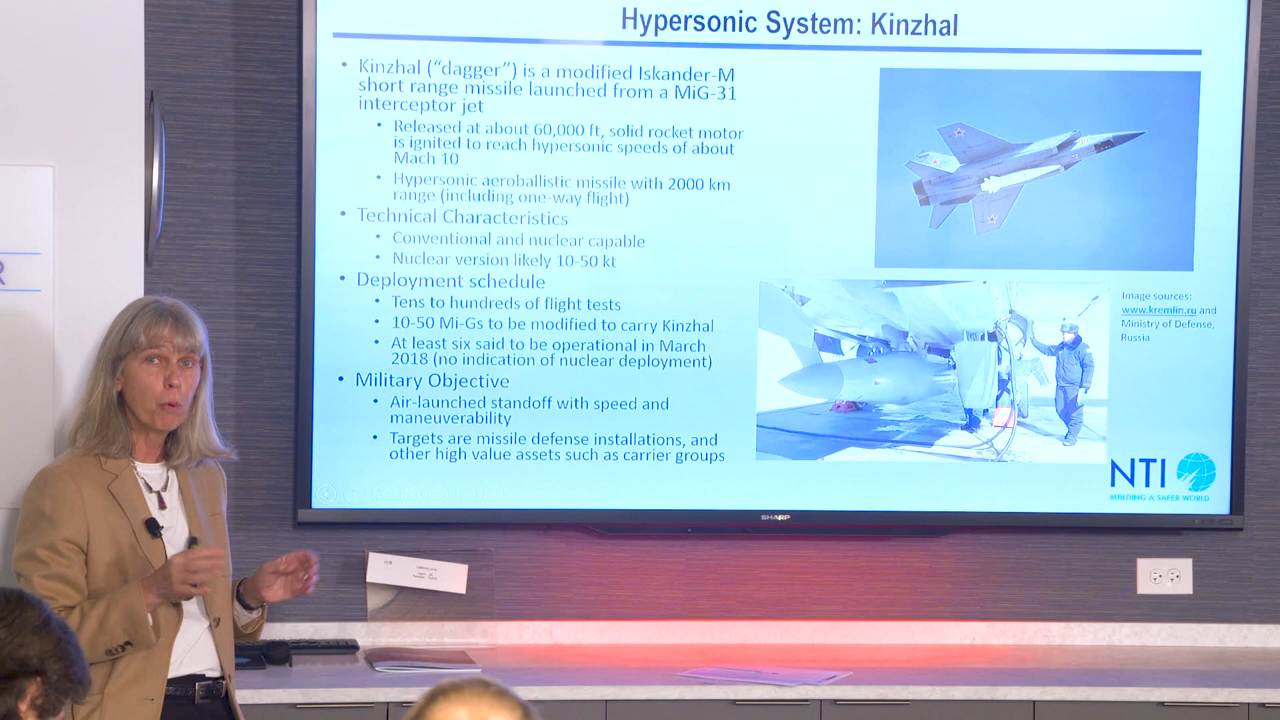 Hypersonic System: Kinzhal
• Kinzhal (“dagger”) is a modified Iskander-M
short range missile launched from a MiG-31
interceptor jet
• Released at about 60,000 ft, solid rocket motor
is ignited to reach hypersonic speeds of about
Mach 10
• Hypersonic aeroballistic missile with 2000 km
range (including one-way flight)
• Technical Characteristics
• Conventional and nuclear capable
• Nuclear version likely 10-50 kt
• Deployment schedule
• Tens to hundreds of flight tests
• 10-50 Mi-Gs to be modified to carry Kinzhal
• At least six said to be operational in March
2018 (no indication of nuclear deployment)
• Military Objective
• Air-launched standoff with speed and
maneuverability
• Targets are missile defense installations, and
other high value assets such as carrier groups
Image sources:
www.kremlin.ru and
Ministry of Defense,
Russia
NTI
BUILDING A SAFER WORLD
SHARP
R